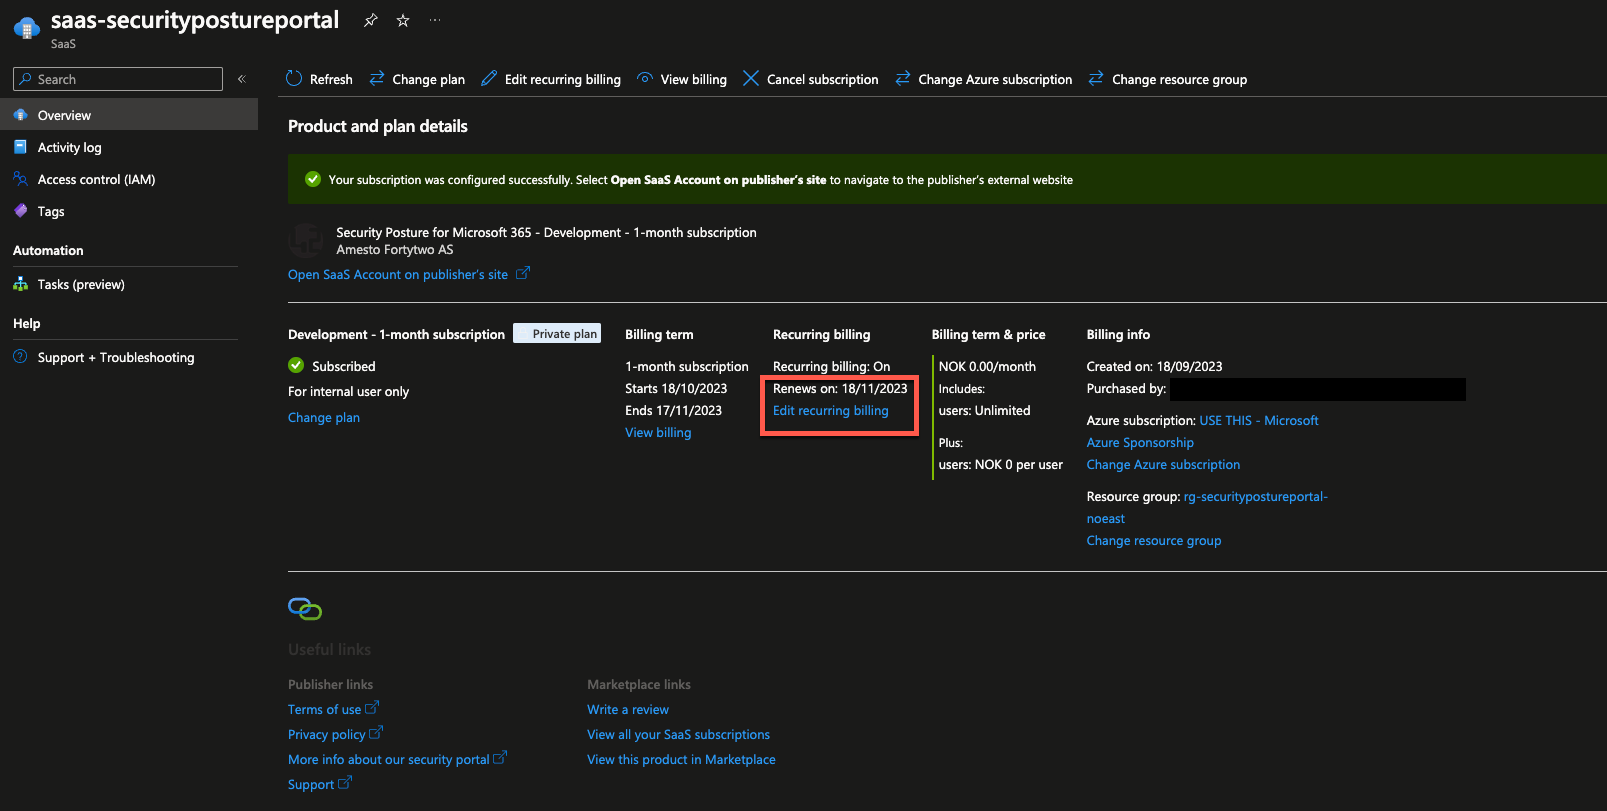 saas-securitypostureportal
SaaS
Search
Refresh
Change plan
Edit recurring billing
View billing
Cancel subscription
Change Azure subscription
Change resource group
Overview
Activity log
Access control (IAM)
Tags
Automation
Tasks (preview)
Help
Support + Troubleshooting
Product and plan details
Your subscription was configured successfully. Select Open SaaS Account on publisher's site to navigate to the publisher's external website
Security Posture for Microsoft 365 - Development - 1-month subscription
Amesto Fortytwo AS
Open SaaS Account on publisher's site
Development - 1-month subscription
Private plan
Subscribed
For internal user only
Change plan
Billing term
1-month subscription
Starts 18/10/2023
Ends 17/11/2023
View billing
Recurring billing
Recurring billing: On
Renews on: 18/11/2023
Edit recurring billing
Billing term & price
NOK 0.00/month
Includes:
users: Unlimited
Plus:
users: NOK 0 per user
Billing info
Created on: 18/09/2023
Purchased by:
Azure subscription: USE THIS - Microsoft
Azure Sponsorship
Change Azure subscription
Resource group: rg-securitypostureportal-
noeast
Change resource group
Useful links
Publisher links
Terms of use
Privacy policy
More info about our security portal
Support
Marketplace links
Write a review
View all your SaaS subscriptions
View this product in Marketplace